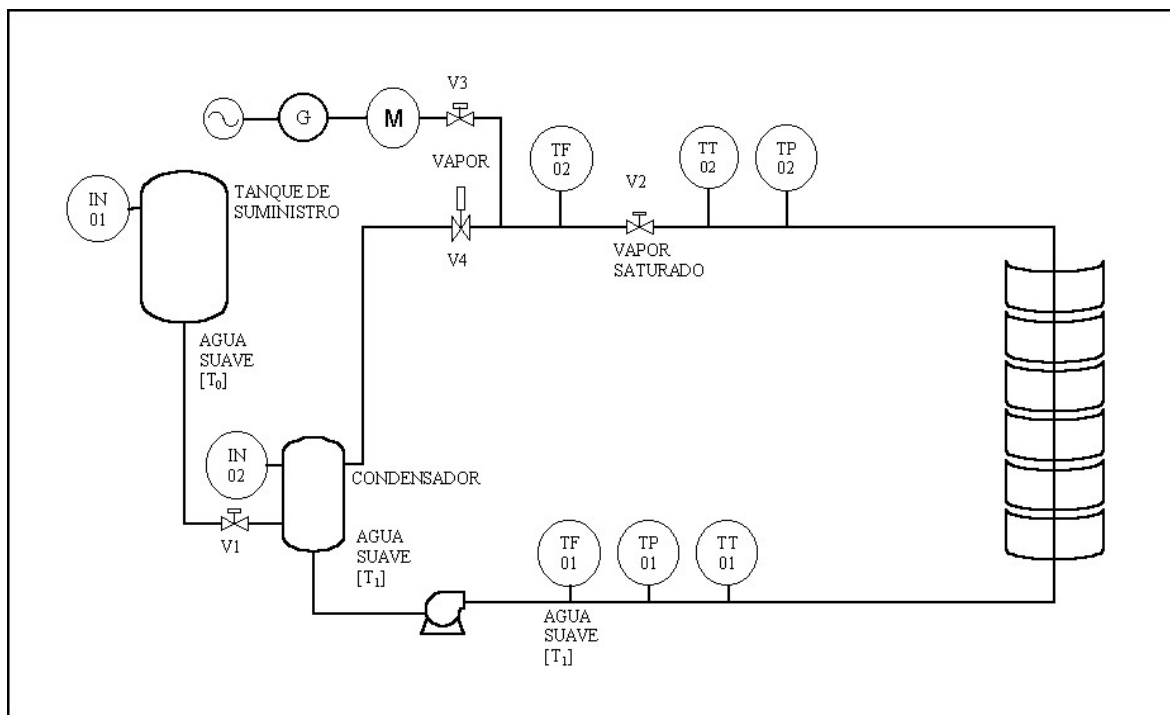 V3
G
M
VAPOR
TF
02
TT
02
TP
02
V2
IN
01
TANQUE DE
SUMINISTRO
V4
VAPOR
SATURADO
AGUA
SUAVE
[T₀]
IN
02
CONDENSADOR
V1
AGUA
SUAVE
[T₁]
TF
01
TP
01
TT
01
AGUA
SUAVE
[T₁]